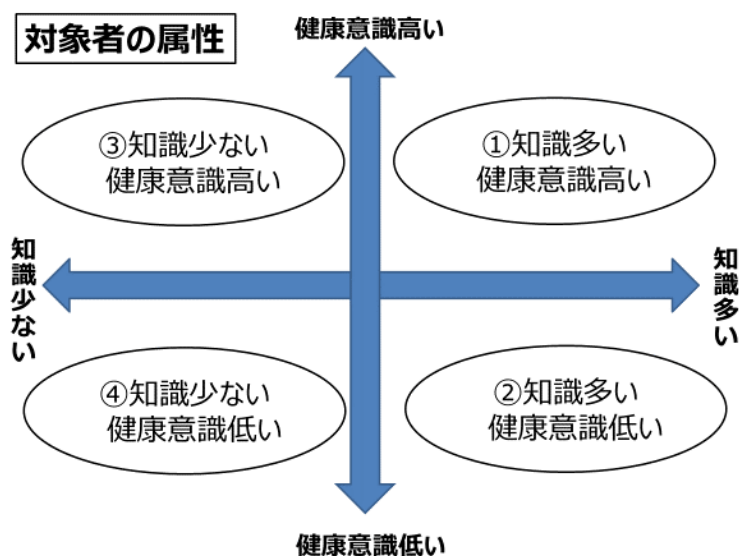 対象者の属性
健康意識高い
③知識少ない
健康意識高い
①知識多い
健康意識高い
知識少ない
知識多い
④知識少ない
健康意識低い
②知識多い
健康意識低い
健康意識低い